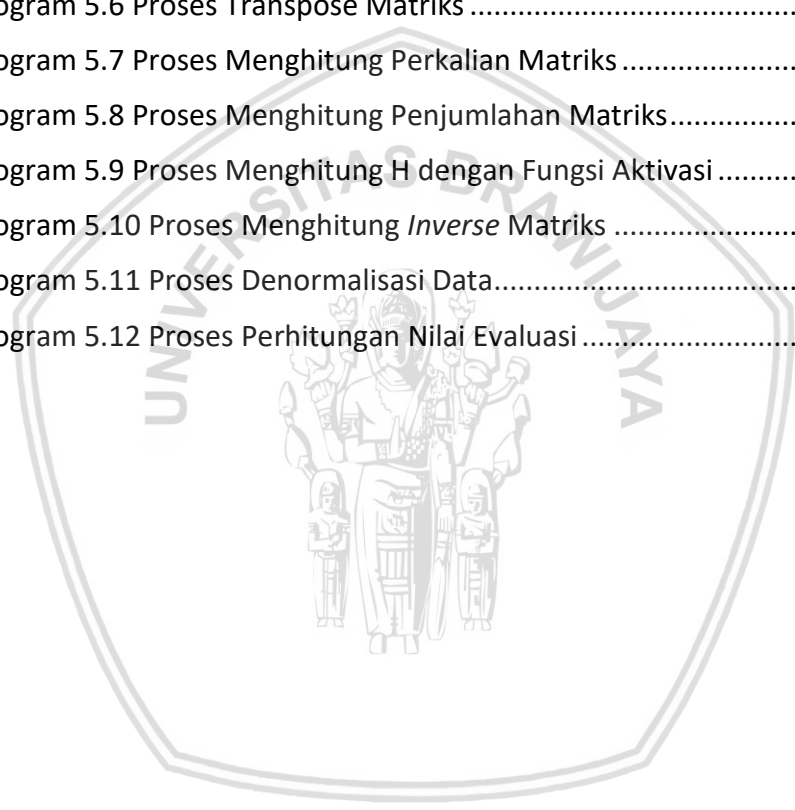 ogram 5.6 Proses Transpose Matriks ..........................................
ogram 5.7 Proses Menghitung Perkalian Matriks ......................
ogram 5.8 Proses Menghitung Penjumlahan Matriks ................
ogram 5.9 Proses Menghitung H dengan Fungsi Aktivasi ..........
ogram 5.10 Proses Menghitung Inverse Matriks .......................
ogram 5.11 Proses Denormalisasi Data ......................................
ogram 5.12 Proses Perhitungan Nilai Evaluasi ...........................
UNIVERSITAS BRAWIJAYA